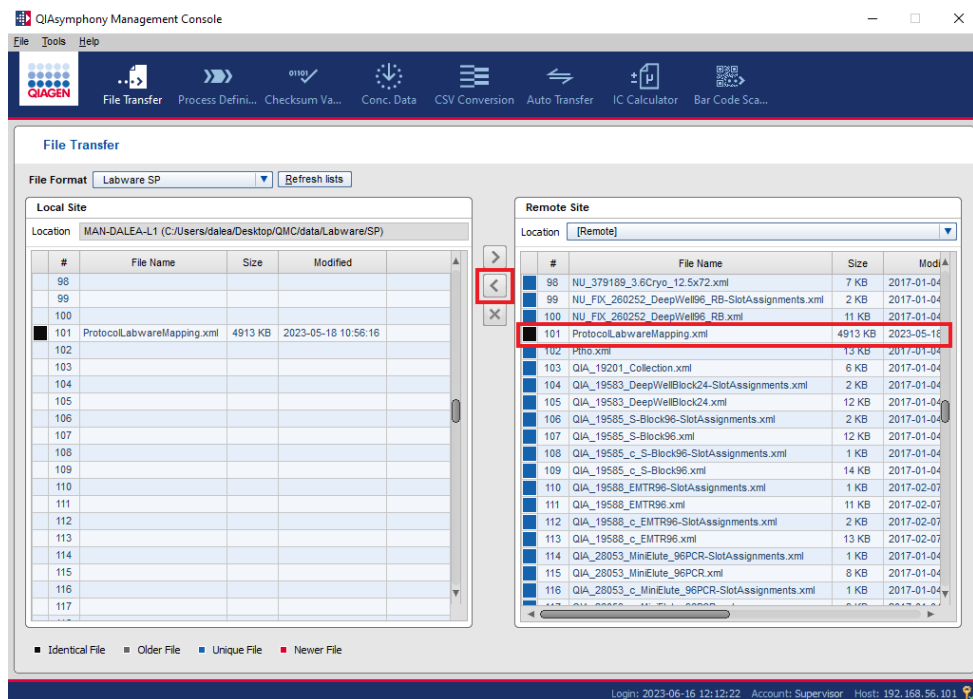 QIAsymphony Management Console
File Tools Help
QIAGEN
File Transfer Process Defini... Checksum Va... Conc. Data CSV Conversion Auto Transfer IC Calculator Bar Code Sca...
File Transfer
File Format Labware SP Refresh lists
Local Site
Location MAN-DALEA-L1 (C:/Users/dalea/Desktop/QMC/data/Labware/SP)
# File Name Size Modified
98
99
100
101 ProtocolLabwareMapping.xml 4913 KB 2023-05-18 10:56:16
102
103
104
105
106
107
108
109
110
111
112
113
114
115
116
117
Remote Site
Location [Remote]
# File Name Size Modi
98 NU_379189_3.6Cryo_12.5x72.xml 7 KB 2017-01-04
99 NU_FIX_260252_DeepWell96_RB-SlotAssignments.xml 2 KB 2017-01-04
100 NU_FIX_260252_DeepWell96_RB.xml 11 KB 2017-01-04
101 ProtocolLabwareMapping.xml 4913 KB 2023-05-18
102 Ptho.xml 13 KB 2017-01-04
103 QIA_19201_Collection.xml 6 KB 2017-01-04
104 QIA_19583_DeepWellBlock24-SlotAssignments.xml 2 KB 2017-01-04
105 QIA_19583_DeepWellBlock24.xml 12 KB 2017-01-04
106 QIA_19585_S-Block96-SlotAssignments.xml 2 KB 2017-01-04
107 QIA_19585_S-Block96.xml 12 KB 2017-01-04
108 QIA_19585_c_S-Block96-SlotAssignments.xml 1 KB 2017-01-04
109 QIA_19585_c_S-Block96.xml 14 KB 2017-01-04
110 QIA_19588_EMTR96-SlotAssignments.xml 1 KB 2017-02-07
111 QIA_19588_EMTR96.xml 11 KB 2017-02-07
112 QIA_19588_c_EMTR96-SlotAssignments.xml 2 KB 2017-02-07
113 QIA_19588_c_EMTR96.xml 13 KB 2017-02-07
114 QIA_28053_MiniElute_96PCR-SlotAssignments.xml 1 KB 2017-01-04
115 QIA_28053_MiniElute_96PCR.xml 8 KB 2017-01-04
116 QIA_28053_c_MiniElute_96PCR-SlotAssignments.xml 1 KB 2017-01-04
Identical File Older File Unique File Newer File
Login: 2023-06-16 12:12:22 Account: Supervisor Host: 192.168.56.101